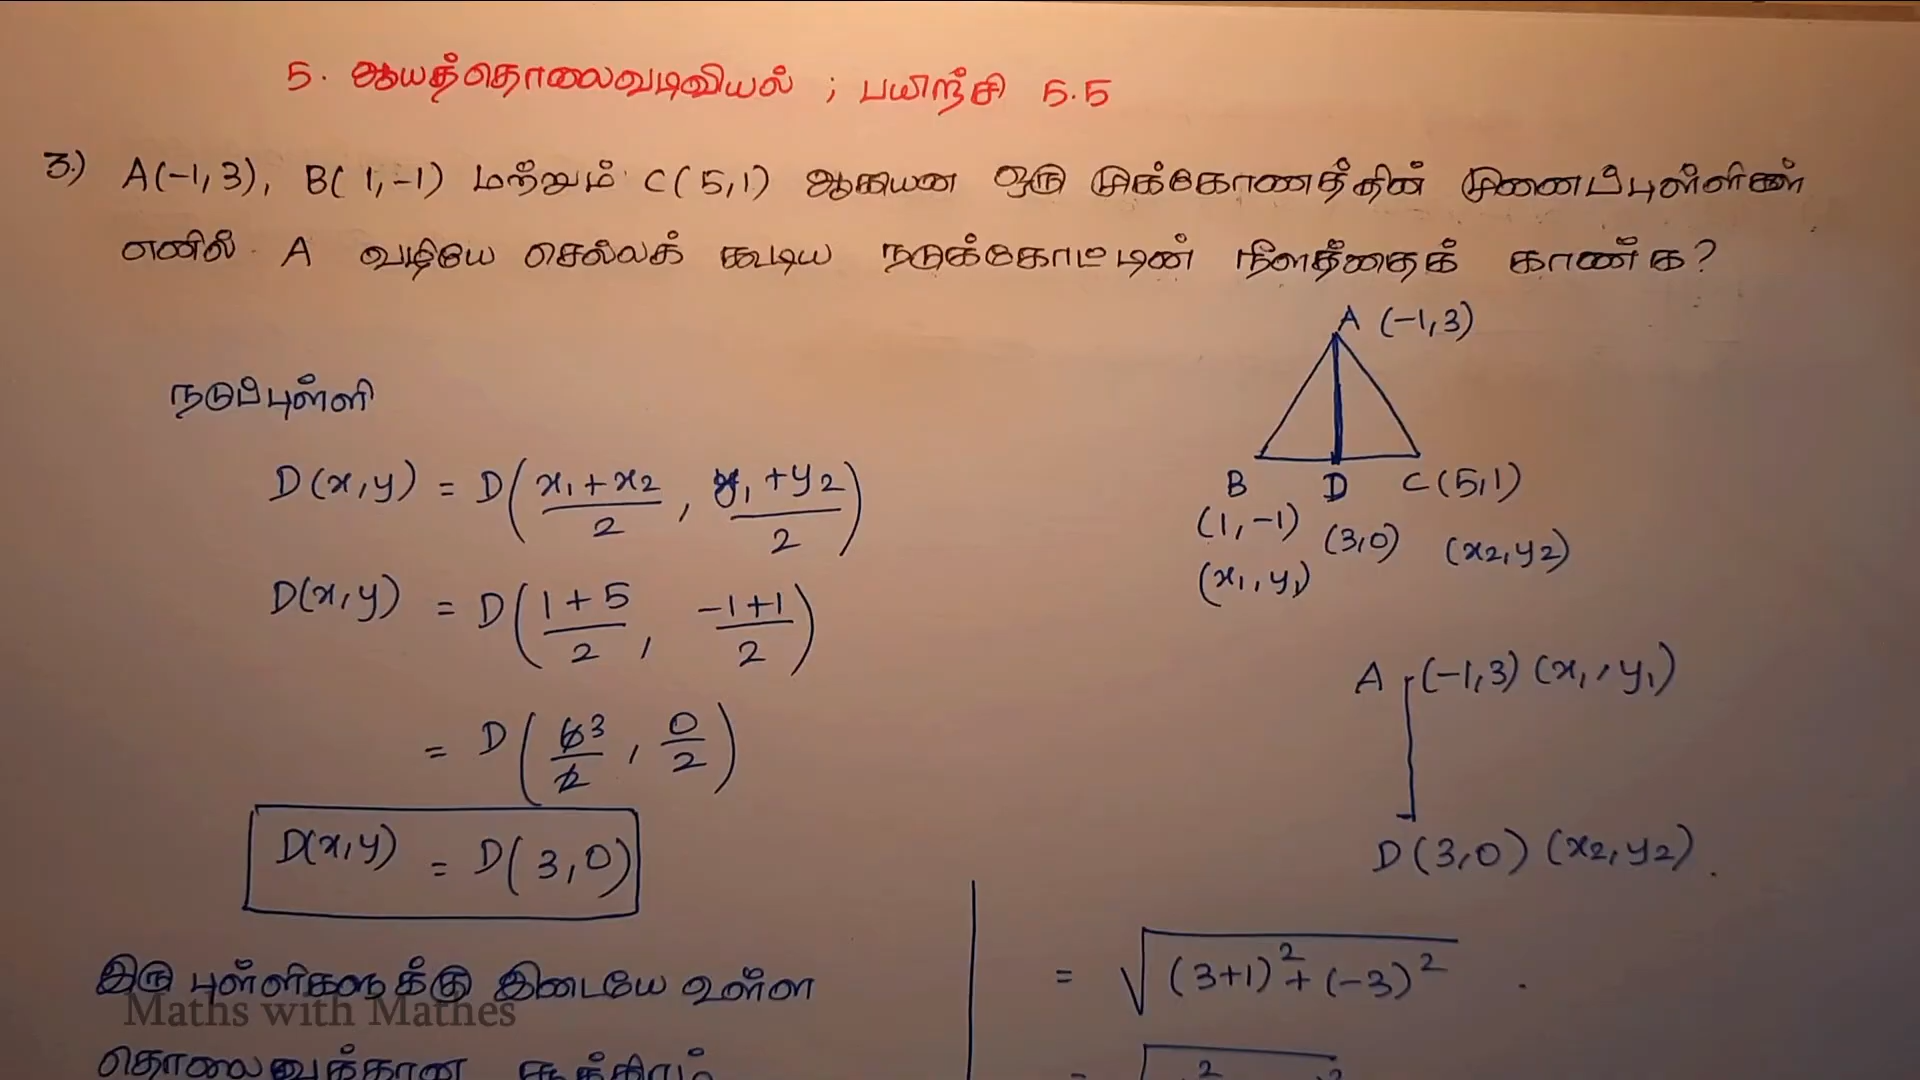 5. ஆயத்தொலைவடிவியல் ; பயிற்சி 5.5
3.) A(-1,3), B(1,-1) மற்றும் C(5,1) ஆகியன ஒரு முக்கோணத்தின் முனைப்புள்ளிகள்
எனில் A வழியே செல்லக் கூடிய நடுக்கோட்டின் நீளத்தைக் காண்க?
A (-1,3)
B D C(5,1)
(1,-1) (3,0) (x₂,y₂)
(x₁,y₁)
நடுப்புள்ளி
D(x,y) = D((x₁+x₂)/2 , (y₁+y₂)/2)
D(x,y) = D((1+5)/2 , (-1+1)/2)
= D(6/2 3 , 0/2)
D(x,y) = D(3,0)
A (-1,3) (x₁,y₁)
D(3,0) (x₂,y₂).
இரு புள்ளிகளுக்கு இடையே உள்ள
தொலைவுக்கான சூத்திரம்
= √((3+1)² + (-3)²)
Maths with Mathes